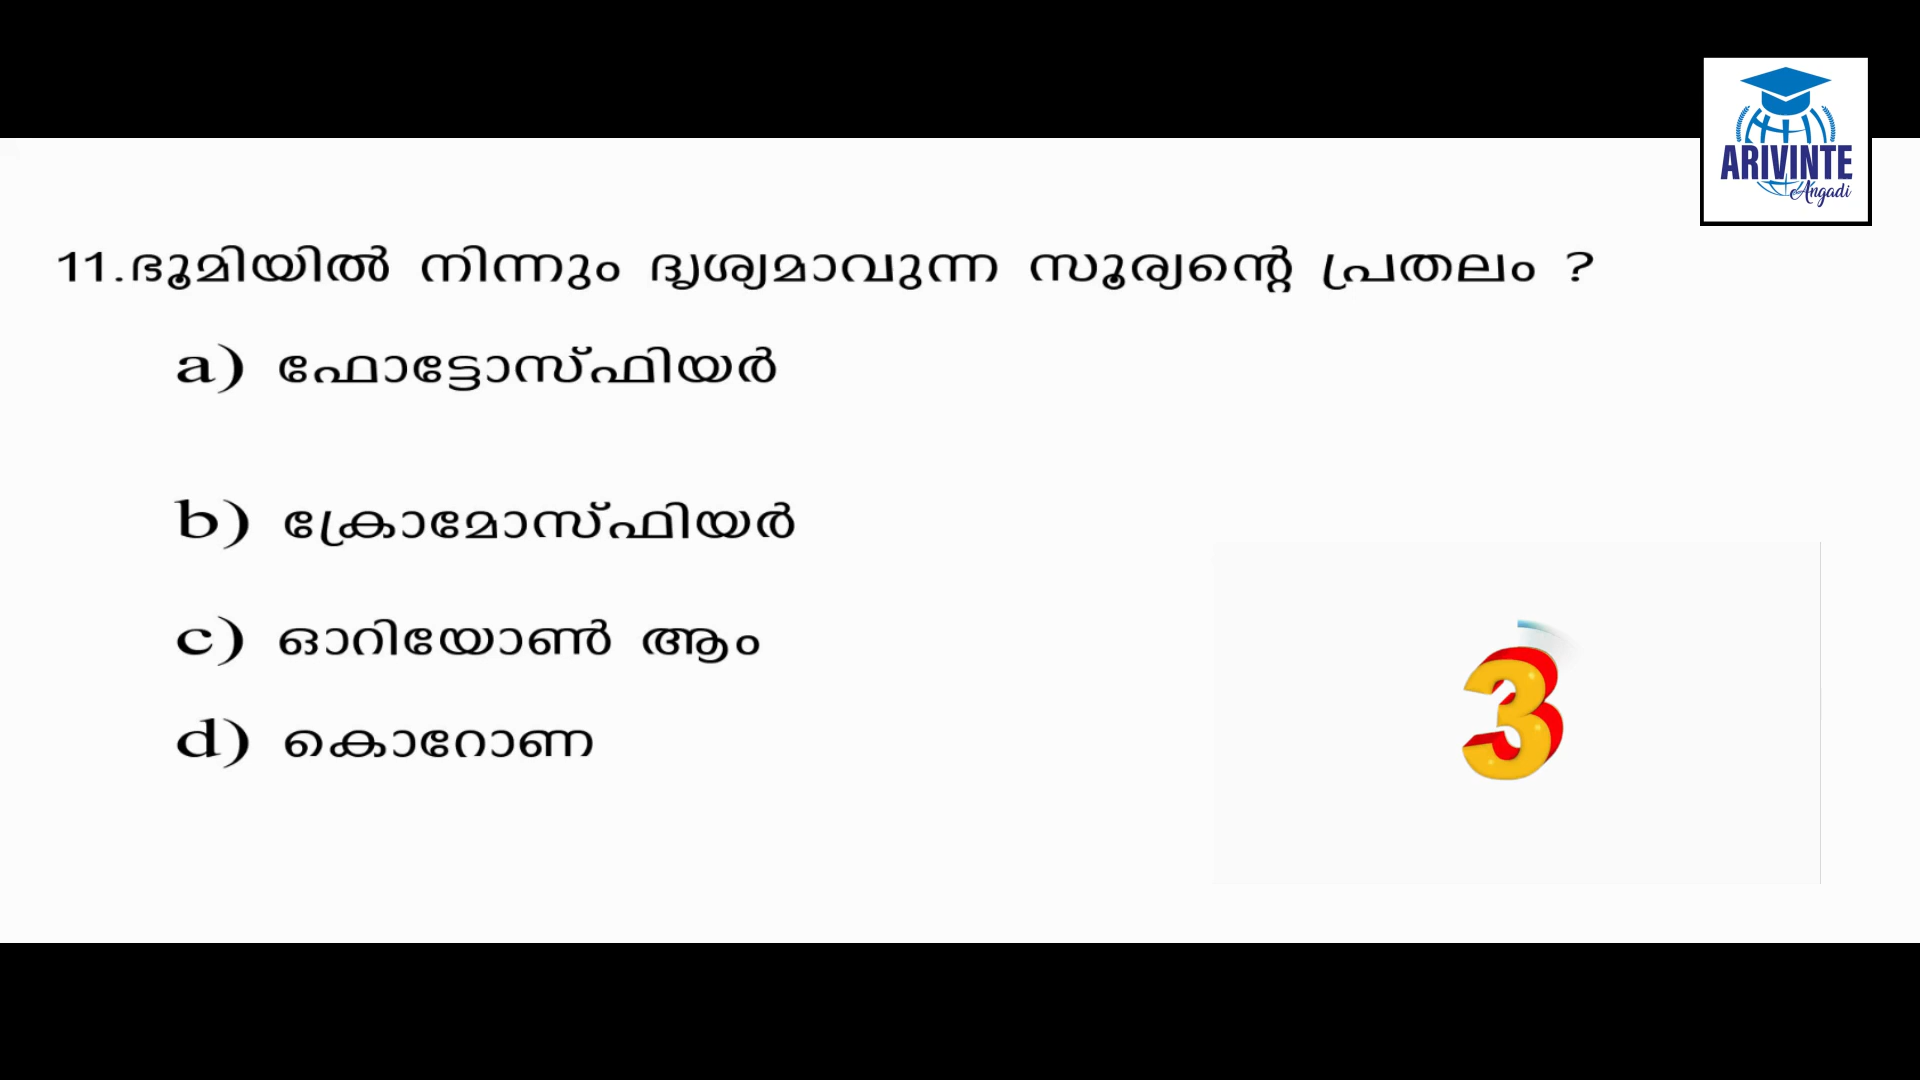 ARIVINTE
Angadi
11.ഭൂമിയിൽ നിന്നും ദൃശ്യമാവുന്ന സൂര്യന്റെ പ്രതലം ?
a) ഫോട്ടോസ്ഫിയർ
b) ക്രോമോസ്ഫിയർ
c) ഓറിയോൺ ആം
d) കൊറോണ
3